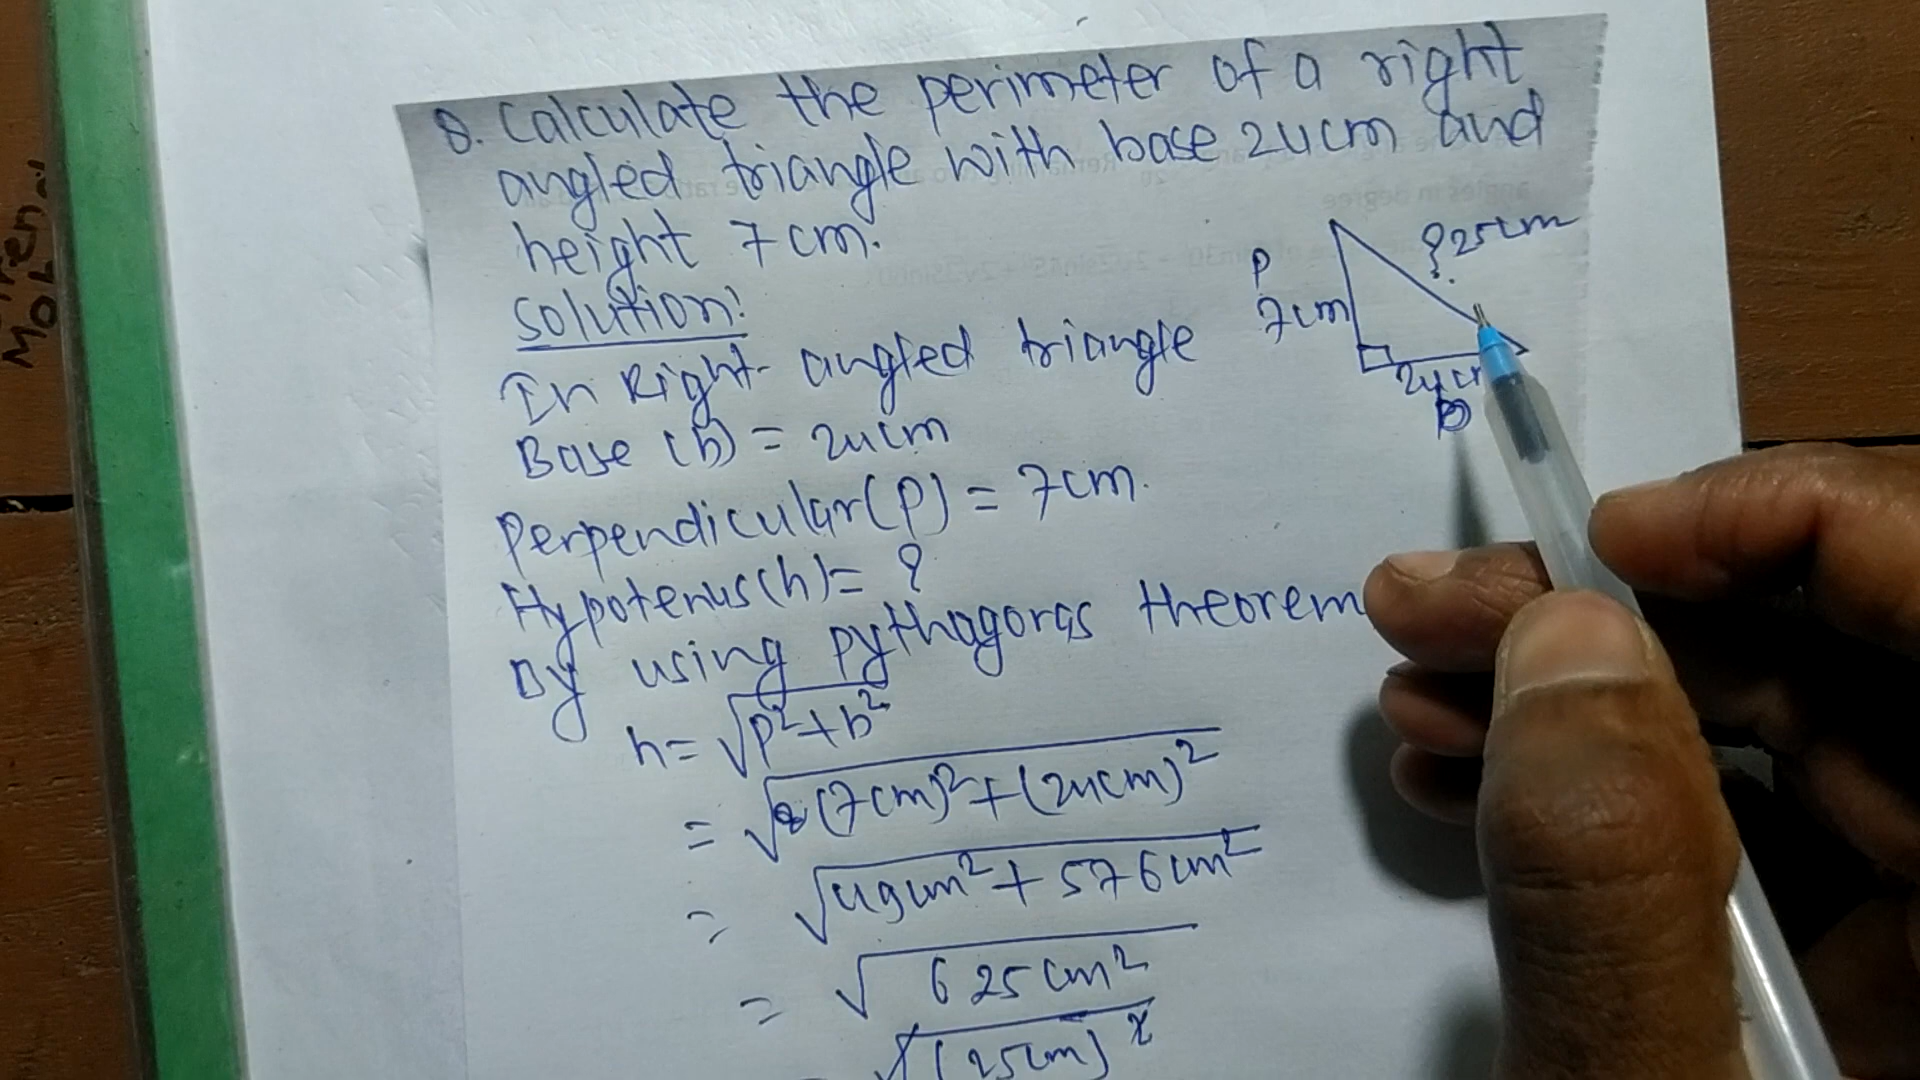 Q. Calculate the perimeter of a right
angled triangle with base 24cm and
height 7cm.
Solution:
In Right-angled triangle
Base (b) = 24cm
Perpendicular(p) = 7cm.
Hypotenus(h)= ?
By using pythagoras theorem
h= √p²+b²
= √(7cm)²+(24cm)²
= √49cm²+576cm²
= √625cm²
= √(25cm)²
P
7cm
? 25cm
24cm
B